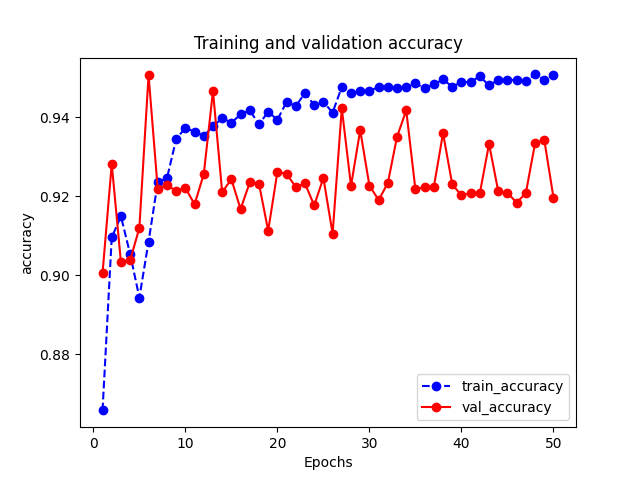 Training and validation accuracy
accuracy
0.94
0.92
0.90
0.88
train_accuracy
val_accuracy
0 10 20 30 40 50
Epochs